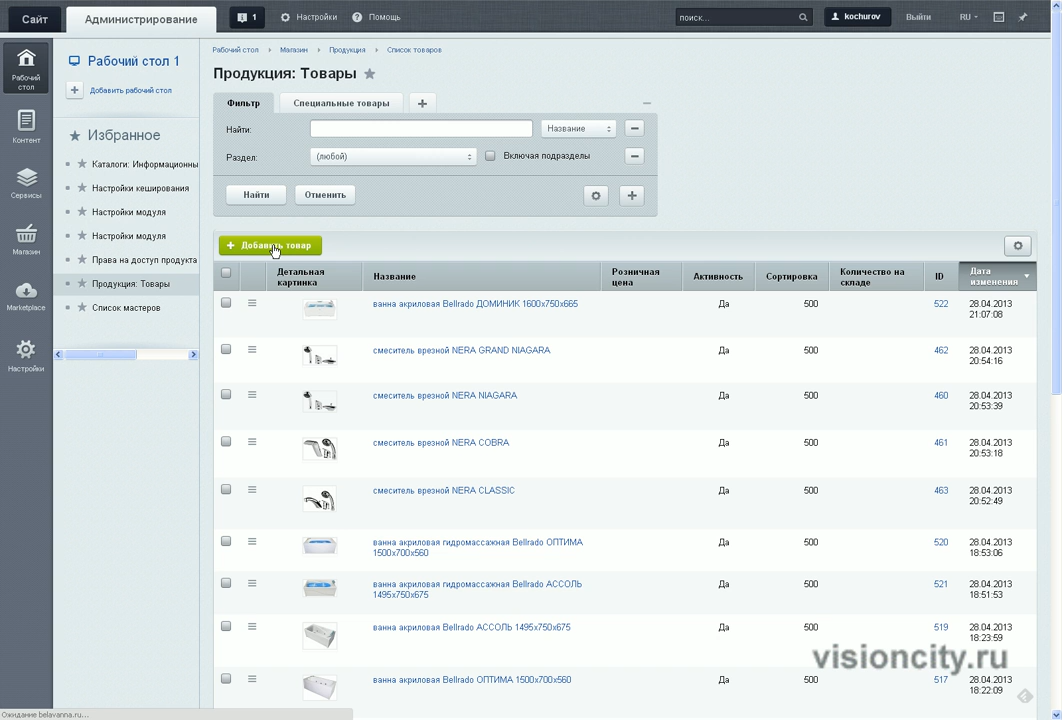 Сайт
Администрирование
1
Настройки
Помощь
поиск...
kochurov
Выйти
RU
Рабочий стол
Контент
Сервисы
Магазин
Marketplace
Настройки
Рабочий стол 1
Добавить рабочий стол
Избранное
Каталоги: Информационны
Настройки кеширования
Настройки модуля
Настройки модуля
Права на доступ продукта
Продукция: Товары
Список мастеров
Рабочий стол Магазин Продукция Список товаров
Продукция: Товары
Фильтр
Специальные товары
Найти:
Название
Раздел:
(любой)
Включая подразделы
Найти
Отменить
Добавить товар
Детальная картинка Название Розничная цена Активность Сортировка Количество на складе ID Дата изменения
ванна акриловая Bellrado ДОМИНИК 1600x750x665 Да 500 522 28.04.2013 21:07:08
смеситель врезной NERA GRAND NIAGARA Да 500 462 28.04.2013 20:54:16
смеситель врезной NERA NIAGARA Да 500 460 28.04.2013 20:53:39
смеситель врезной NERA COBRA Да 500 461 28.04.2013 20:53:18
смеситель врезной NERA CLASSIC Да 500 463 28.04.2013 20:52:49
ванна акриловая гидромассажная Bellrado ОПТИМА 1500x700x560 Да 500 520 28.04.2013 18:53:06
ванна акриловая гидромассажная Bellrado АССОЛЬ 1495x750x675 Да 500 521 28.04.2013 18:51:53
ванна акриловая Bellrado АССОЛЬ 1495x750x675 Да 500 519 28.04.2013 18:23:59
ванна акриловая Bellrado ОПТИМА 1500x700x560 Да 500 517 28.04.2013 18:22:09
visioncity.ru
Ожидание belavanna.ru...